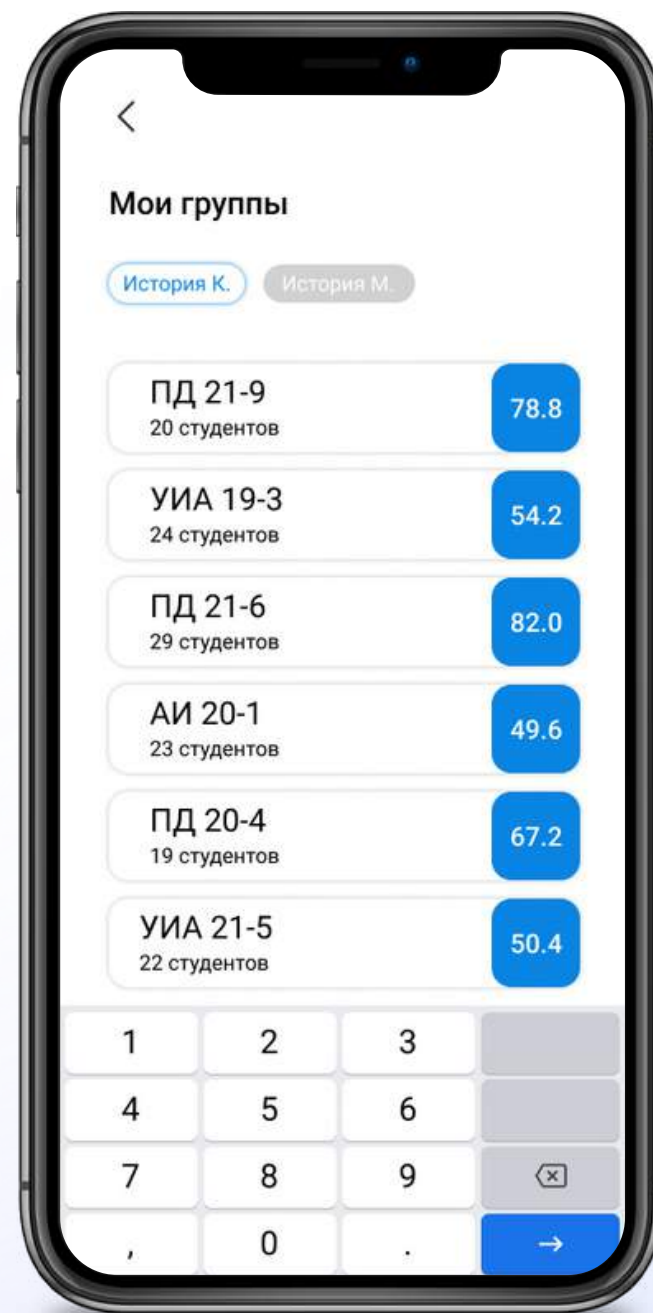 Мои группы
История К. История М.
ПД 21-9
20 студентов
78.8
УИА 19-3
24 студентов
54.2
ПД 21-6
29 студентов
82.0
АИ 20-1
23 студентов
49.6
ПД 20-4
19 студентов
67.2
УИА 21-5
22 студентов
50.4
1 2 3
4 5 6
7 8 9
, 0 .